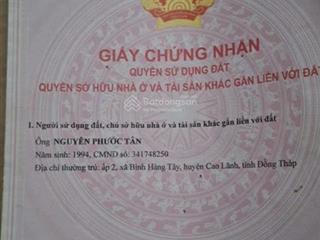 GIẤY CHỨNG NHẬN
QUYỀN SỬ DỤNG ĐẤT
QUYỀN SỞ HỮU NHÀ Ở VÀ TÀI SẢN KHÁC GẮN LIỀN VỚI ĐẤT
Batdongsan
I. Người sử dụng đất, chủ sở hữu nhà ở và tài sản khác gắn liền với đất
Ông NGUYỄN PHƯỚC TÂN
Năm sinh: 1994, CMND số: 341748250
Địa chỉ thường trú: ấp 2, xã Bình Hàng Tây, huyện Cao Lãnh, tỉnh Đồng Tháp